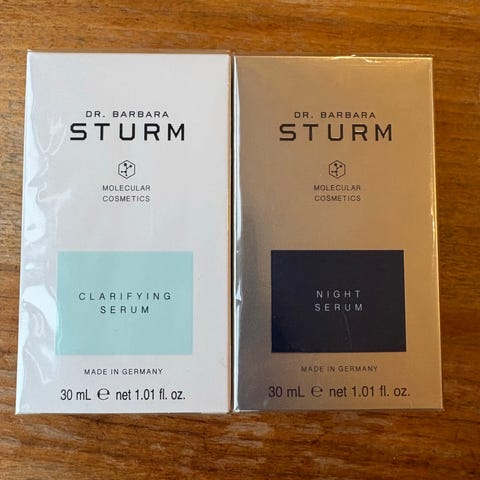 DR. BARBARA
STURM
MOLECULAR
COSMETICS
CLARIFYING
SERUM
MADE IN GERMANY
30 mL ℮ net 1.01 fl. oz.
DR. BARBARA
STURM
MOLECULAR
COSMETICS
NIGHT
SERUM
MADE IN GERMANY
30 mL ℮ net 1.01 fl. oz.